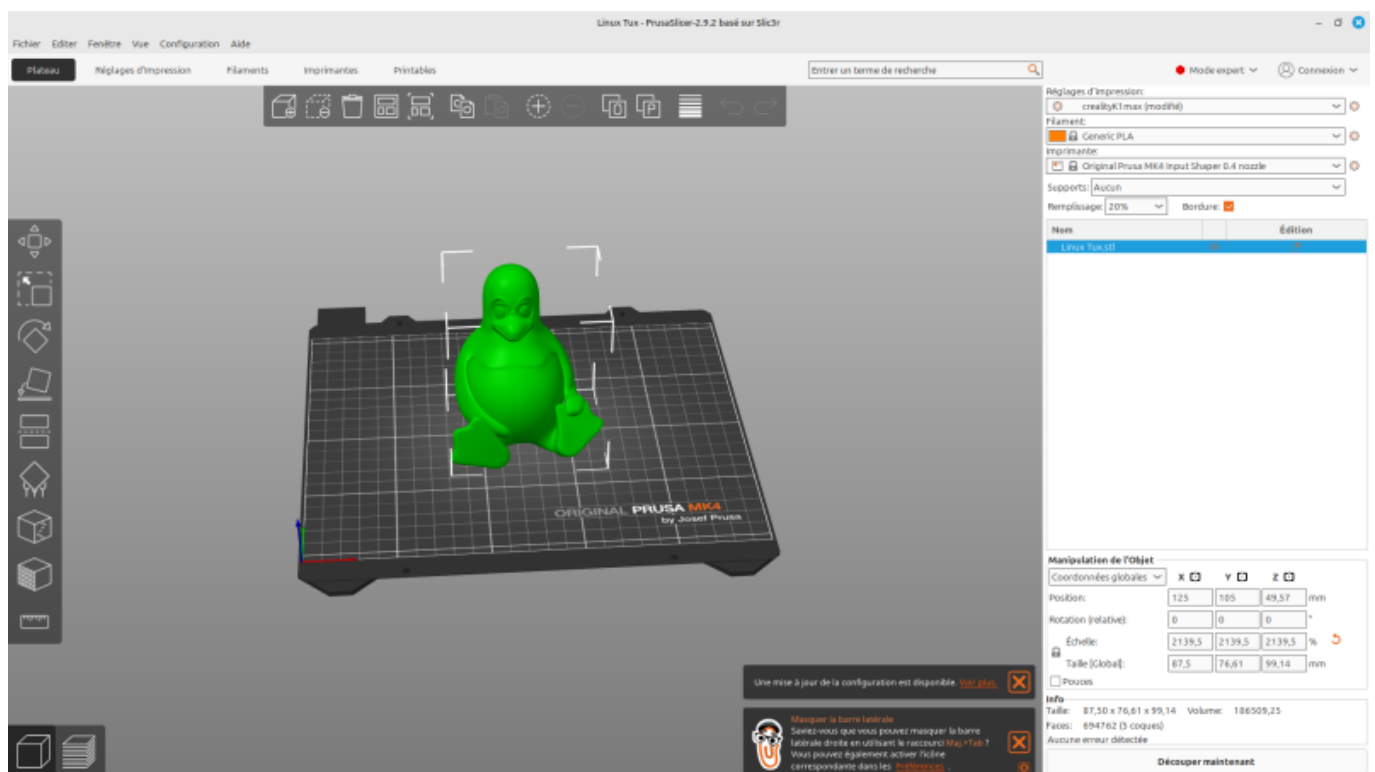 Linux Tux - PrusaSlicer-2.9.2 basé sur Slic3r
Fichier Editer Fenêtre Vue Configuration Aide
Plateau Réglages d'Impression Filaments Imprimantes Printables Entrer un terme de recherche Mode expert Connexion
Réglages d'impression:
crealityK1max (modifié)
Filament:
Generic PLA
Imprimante:
Original Prusa MK4 Input Shaper 0.4 nozzle
Supports: Aucun
Remplissage: 20% Bordure:
Nom Édition
Linux Tux.stl
ORIGINAL PRUSA MK4
by Josef Prusa
Manipulation de l'Objet
Coordonnées globales X Y Z
Position: 125 105 49,57 mm
Rotation (relative): 0 0 0 °
Échelle: 2139,5 2139,5 2139,5 %
Taille [Global]: 87,5 76,61 99,14 mm
Pouces
Une mise à jour de la configuration est disponible. Voir plus.
Info
Taille: 87,50 x 76,61 x 99,14 Volume: 186509,25
Faces: 694762 (5 coques)
Aucune erreur détectée
Découper maintenant
Masquer la barre latérale
Saviez-vous que vous pouvez masquer la barre
latérale droite en utilisant le raccourci Maj.+Tab ?
Vous pouvez également activer l'icône
correspondante dans les Préférences .